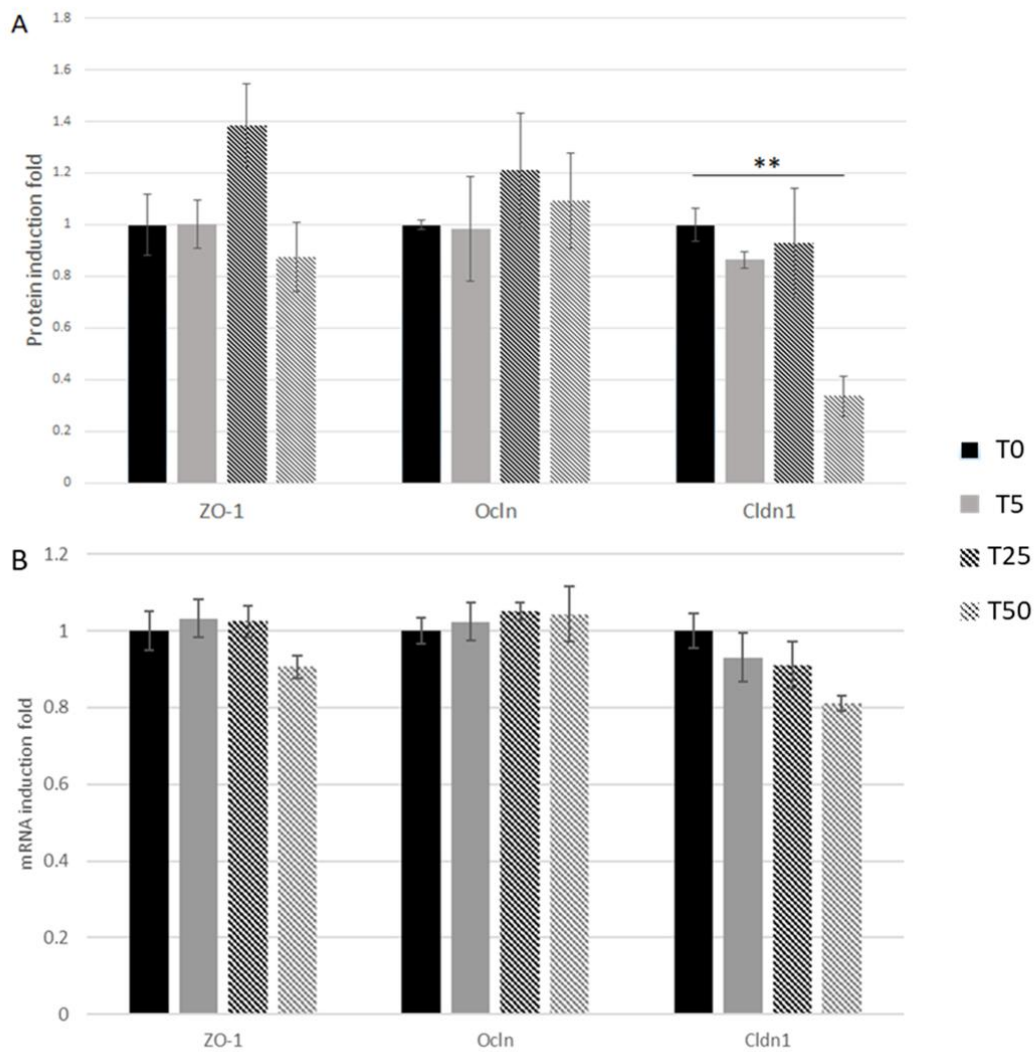 A
Protein induction fold
1.8
1.6
1.4
1.2
1
0.8
0.6
0.4
0.2
0
**
ZO-1
Ocln
Cldn1
T0
T5
T25
T50
B
mRNA induction fold
1.2
1
0.8
0.6
0.4
0.2
0
ZO-1
Ocln
Cldn1